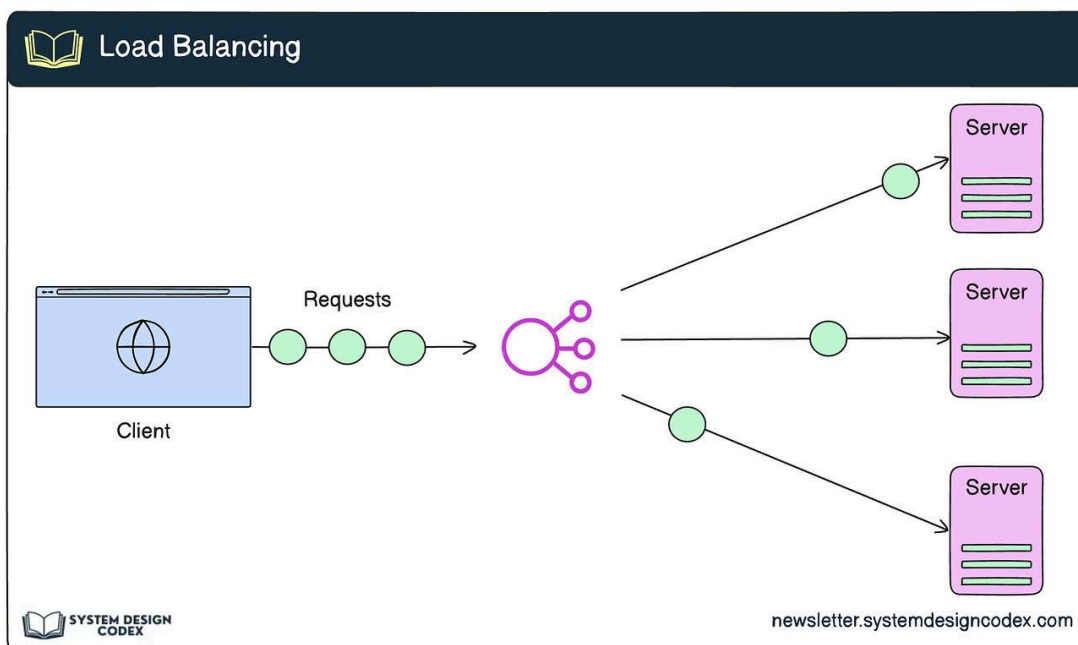 Load Balancing
Server
Requests
Server
Client
Server
SYSTEM DESIGN
CODEX
newsletter.systemdesigncodex.com